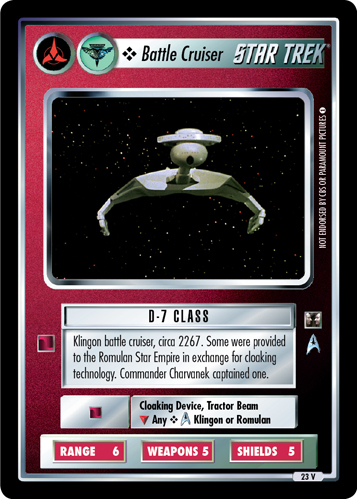 Battle Cruiser STAR TREK
NOT ENDORSED BY CBS OR PARAMOUNT PICTURES
D-7 CLASS
Klingon battle cruiser, circa 2267. Some were provided
to the Romulan Star Empire in exchange for cloaking
technology. Commander Charvanek captured one.
Cloaking Device, Tractor Beam
Any Klingon or Romulan
RANGE 6 WEAPONS 5 SHIELDS 5
23 V